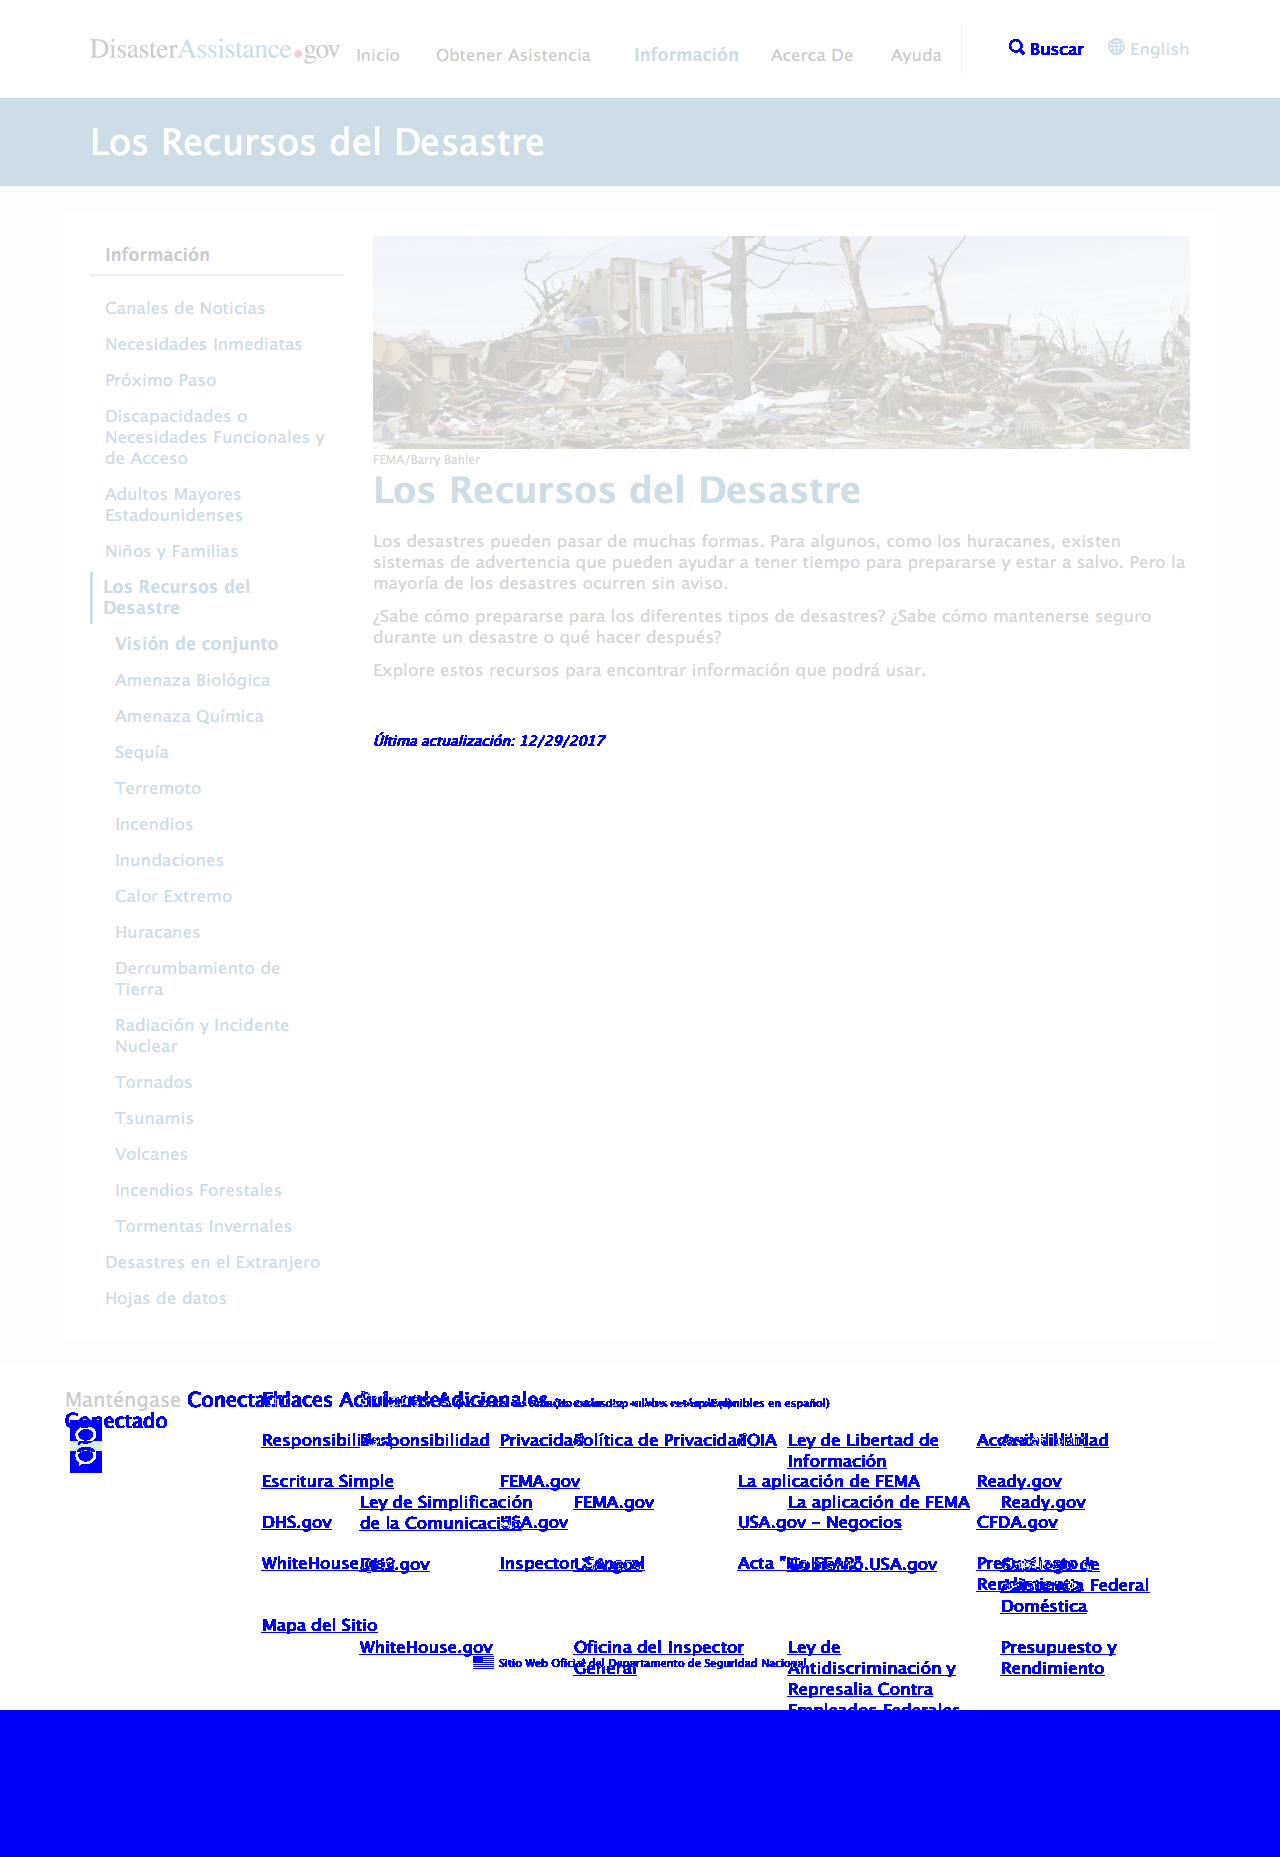 DisasterAssistance.gov Inicio Obtener Asistencia Información Acerca De Ayuda Buscar English
Los Recursos del Desastre
Información
Canales de Noticias
Necesidades Inmediatas
Próximo Paso
Discapacidades o
Necesidades Funcionales y
de Acceso
Adultos Mayores
Estadounidenses
Niños y Familias
Los Recursos del
Desastre
Visión de conjunto
Amenaza Biológica
Amenaza Química
Sequía
Terremoto
Incendios
Inundaciones
Calor Extremo
Huracanes
Derrumbamiento de
Tierra
Radiación y Incidente
Nuclear
Tornados
Tsunamis
Volcanes
Incendios Forestales
Tormentas Invernales
Desastres en el Extranjero
Hojas de datos
FEMA/Barry Bahler
Los Recursos del Desastre
Los desastres pueden pasar de muchas formas. Para algunos, como los huracanes, existen
sistemas de advertencia que pueden ayudar a tener tiempo para prepararse y estar a salvo. Pero la
mayoría de los desastres ocurren sin aviso.
¿Sabe cómo prepararse para los diferentes tipos de desastres? ¿Sabe cómo mantenerse seguro
durante un desastre o qué hacer después?
Explore estos recursos para encontrar información que podrá usar.
Última actualización: 12/29/2017
Manténgase
Conectado
Enlaces Adicionales
Responsibilidad Privacidad Política de Privacidad FOIA Ley de Libertad de
Información
Escritura Simple FEMA.gov La aplicación de FEMA Ready.gov
Ley de Simplificación
de la Comunicación FEMA.gov La aplicación de FEMA Ready.gov
DHS.gov USA.gov USA.gov - Negocios CFDA.gov
WhiteHouse.gov DHS.gov Inspector General USA.gov Gobierno.USA.gov Catálogo de
Asistencia Federal
Doméstica
Mapa del Sitio
WhiteHouse.gov Oficina del Inspector
General
Ley de
Antidiscriminación y
Represalia Contra
Empleados Federales
Presupuesto y
Rendimiento
Sitio Web Oficial del Departamento de Seguridad Nacional